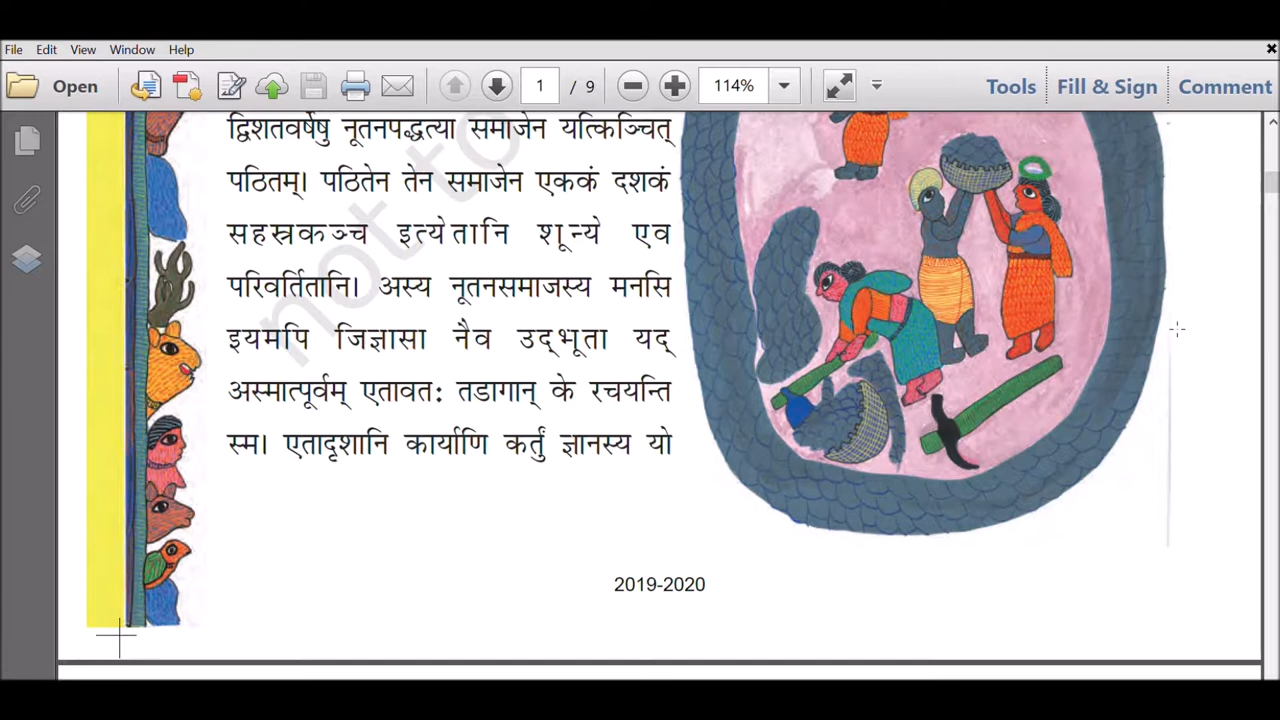 File Edit View Window Help
Open 1 / 9 114% Tools Fill & Sign Comment
द्विशतवर्षेषु नूतनपद्धत्या समाजेन यत्किञ्चित्
पठितम्। पठितेन तेन समाजेन एककं दशकं
सहस्रकञ्च इत्येतानि शून्ये एव
परिवर्तितानि। अस्य नूतनसमाजस्य मनसि
इयमपि जिज्ञासा नैव उद्भूता यद्
अस्मात्पूर्वम् एतावतः तडागान् के रचयन्ति
स्म। एतादृशानि कार्याणि कर्तुं ज्ञानस्य यो
not to
2019-2020